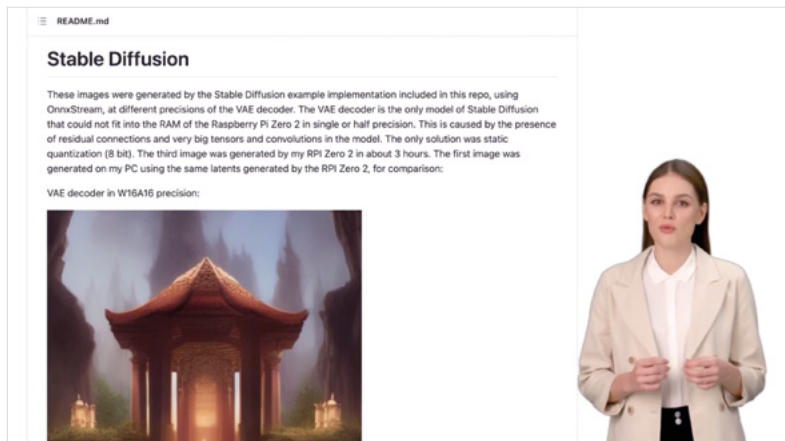 README.md
Stable Diffusion
These images were generated by the Stable Diffusion example implementation included in this repo, using
OnnxStream, at different precisions of the VAE decoder. The VAE decoder is the only model of Stable Diffusion
that could not fit into the RAM of the Raspberry Pi Zero 2 in single or half precision. This is caused by the presence
of residual connections and very big tensors and convolutions in the model. The only solution was static
quantization (8 bit). The third image was generated by my RPI Zero 2 in about 3 hours. The first image was
generated on my PC using the same latents generated by the RPI Zero 2, for comparison:
VAE decoder in W16A16 precision: